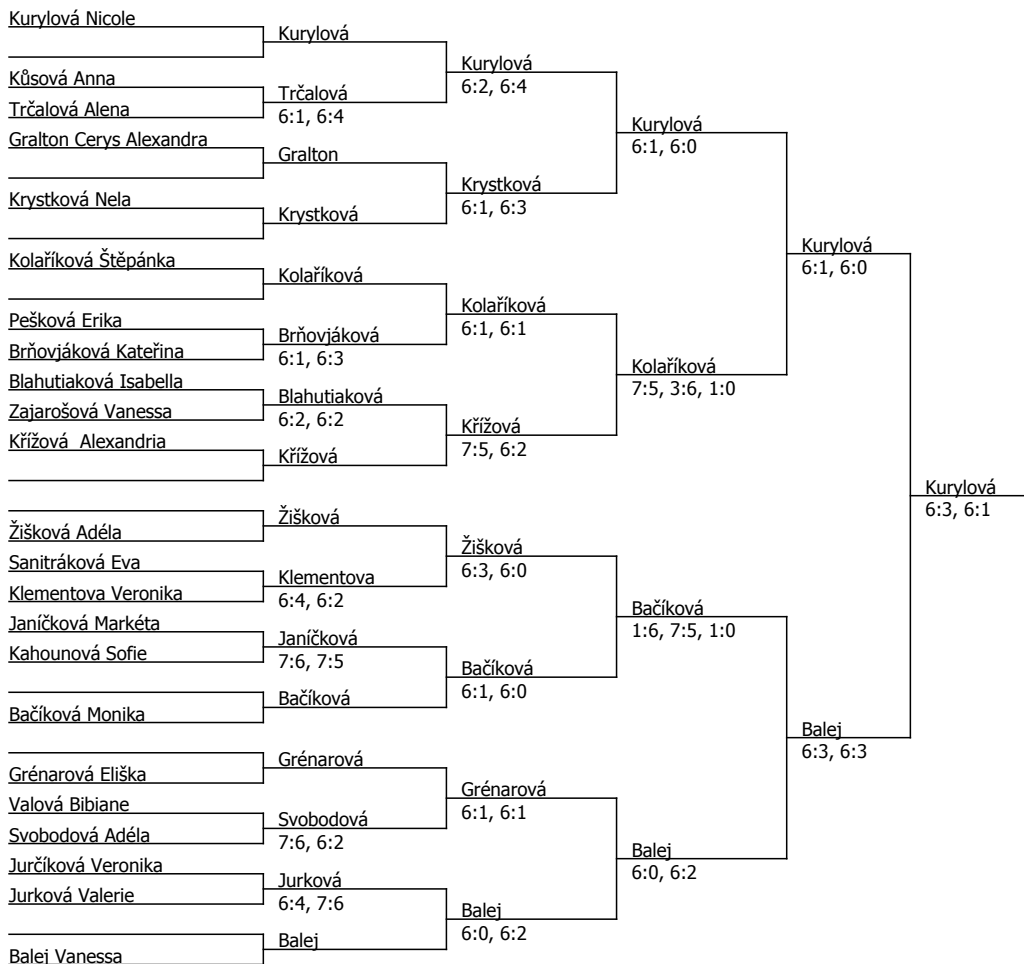 Kurylová Nicole
Kůsová Anna
Trčalová Alena
Gralton Cerys Alexandra
Krystková Nela
Kolaříková Štěpánka
Pešková Erika
Brňovjáková Kateřina
Blahutiaková Isabella
Zajarošová Vanessa
Křížová  Alexandria
Žišková Adéla
Sanitráková Eva
Klementova Veronika
Janíčková Markéta
Kahounová Sofie
Bačíková Monika
Grénarová Eliška
Valová Bibiane
Svobodová Adéla
Jurčíková Veronika
Jurková Valerie
Balej Vanessa
Kurylová
Trčalová
6:1, 6:4
Gralton
Krystková
Kolaříková
Brňovjáková
6:1, 6:3
Blahutiaková
6:2, 6:2
Křížová
Žišková
Klementova
6:4, 6:2
Janíčková
7:6, 7:5
Bačíková
Grénarová
Svobodová
7:6, 6:2
Jurková
6:4, 7:6
Balej
Kurylová
6:2, 6:4
Krystková
6:1, 6:3
Kolaříková
6:1, 6:1
Křížová
7:5, 6:2
Žišková
6:3, 6:0
Bačíková
6:1, 6:0
Grénarová
6:1, 6:1
Balej
6:0, 6:2
Kurylová
6:1, 6:0
Kolaříková
7:5, 3:6, 1:0
Bačíková
1:6, 7:5, 1:0
Balej
6:0, 6:2
Kurylová
6:1, 6:0
Balej
6:3, 6:3
Kurylová
6:3, 6:1